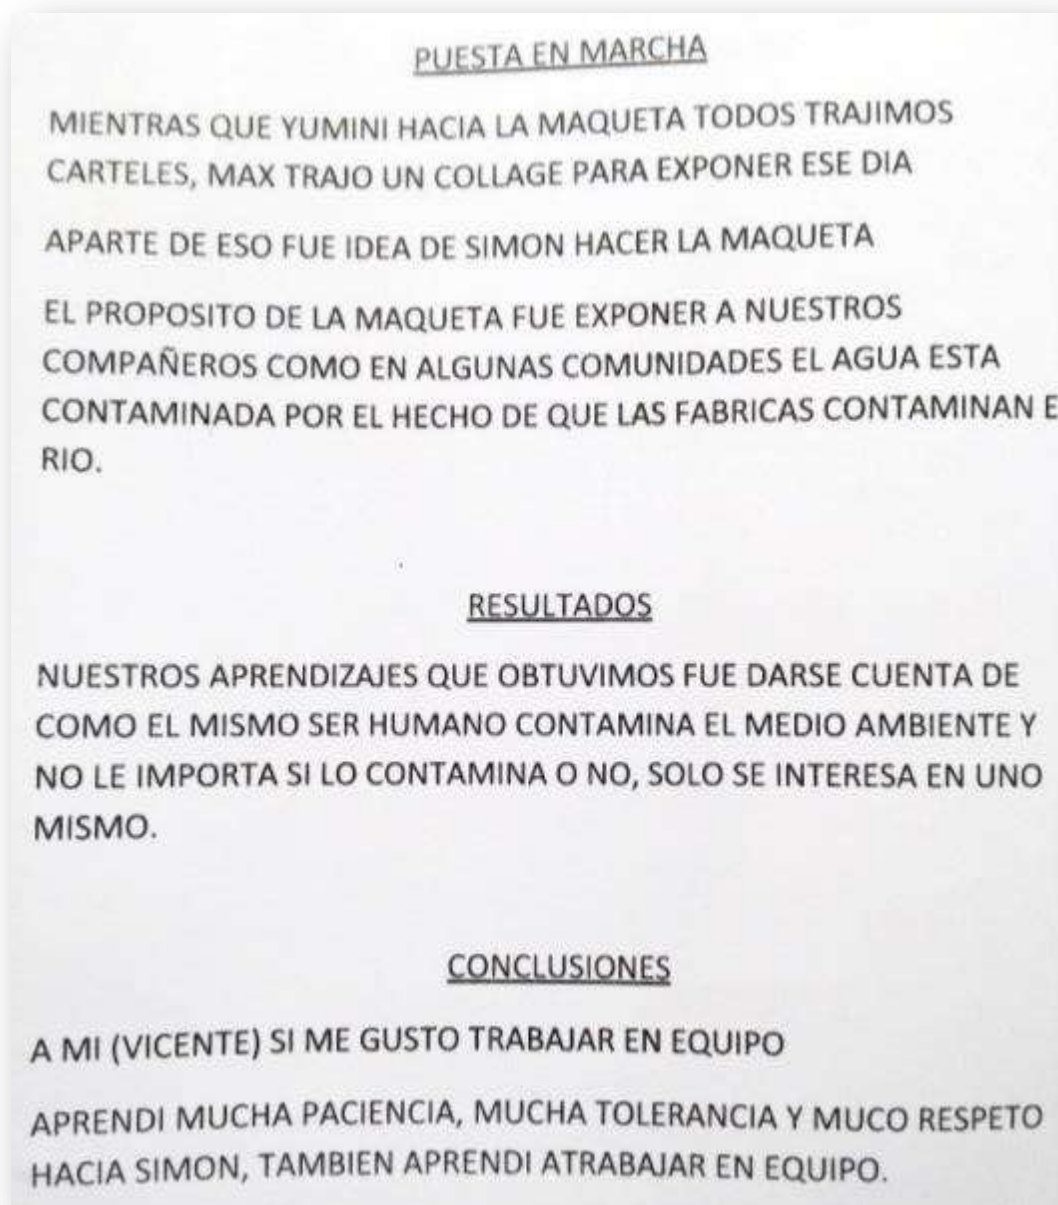 PUESTA EN MARCHA
MIENTRAS QUE YUMINI HACIA LA MAQUETA TODOS TRAJIMOS
CARTELES, MAX TRAJO UN COLLAGE PARA EXPONER ESE DIA
APARTE DE ESO FUE IDEA DE SIMON HACER LA MAQUETA
EL PROPOSITO DE LA MAQUETA FUE EXPONER A NUESTROS
COMPAÑEROS COMO EN ALGUNAS COMUNIDADES EL AGUA ESTA
CONTAMINADA POR EL HECHO DE QUE LAS FABRICAS CONTAMINAN E
RIO.
RESULTADOS
NUESTROS APRENDIZAJES QUE OBTUVIMOS FUE DARSE CUENTA DE
COMO EL MISMO SER HUMANO CONTAMINA EL MEDIO AMBIENTE Y
NO LE IMPORTA SI LO CONTAMINA O NO, SOLO SE INTERESA EN UNO
MISMO.
CONCLUSIONES
A MI (VICENTE) SI ME GUSTO TRABAJAR EN EQUIPO
APRENDI MUCHA PACIENCIA, MUCHA TOLERANCIA Y MUCO RESPETO
HACIA SIMON, TAMBIEN APRENDI ATRABAJAR EN EQUIPO.